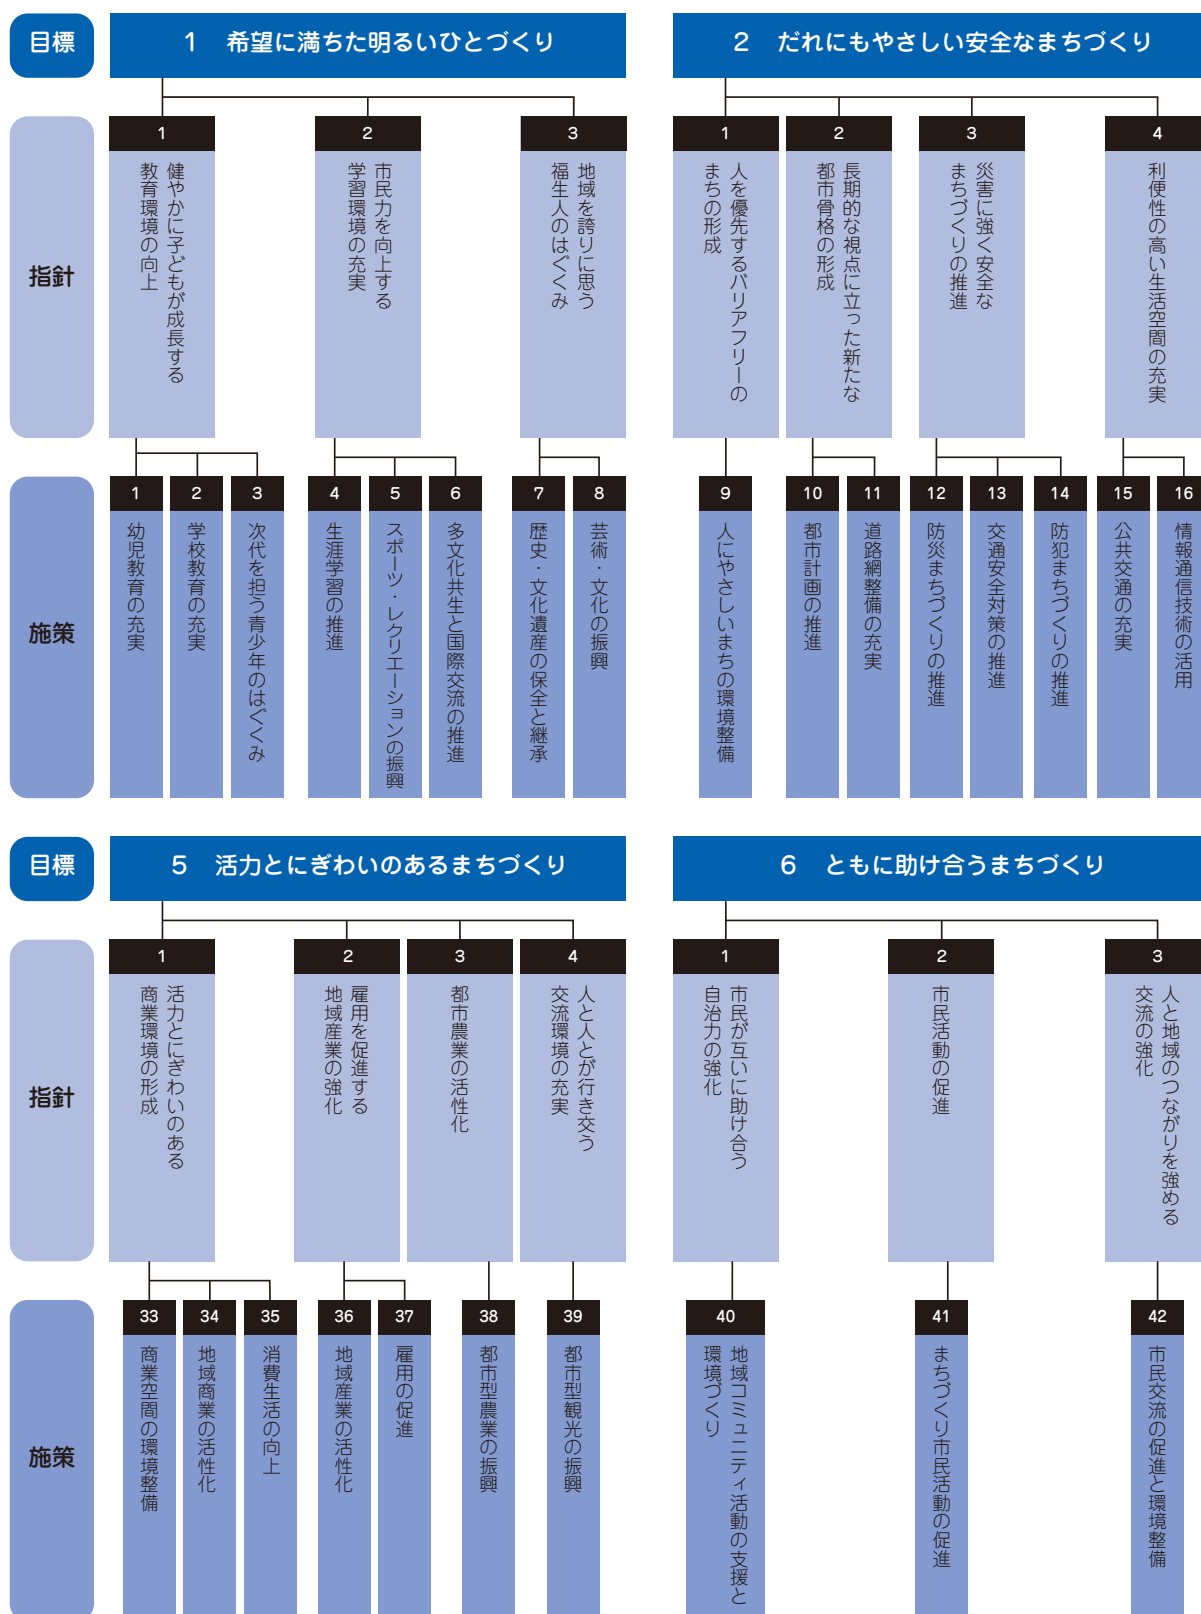 目標
1 希望に満ちた明るいひとづくり
2 だれにもやさしい安全なまちづくり
指針
1
健やかに子どもが成長する
教育環境の向上
2
市民力を向上する
学習環境の充実
3
地域を誇りに思う
福生人のはぐくみ
1
人を優先するバリアフリーの
まちの形成
2
長期的な視点に立った新たな
都市骨格の形成
3
災害に強く安全な
まちづくりの推進
4
利便性の高い生活空間の充実
施策
1
幼児教育の充実
2
学校教育の充実
3
次代を担う青少年のはぐくみ
4
生涯学習の推進
5
スポーツ・レクリエーションの振興
6
多文化共生と国際交流の推進
7
歴史・文化遺産の保全と継承
8
芸術・文化の振興
9
人にやさしいまちの環境整備
10
都市計画の推進
11
道路網整備の充実
12
防災まちづくりの推進
13
交通安全対策の推進
14
防犯まちづくりの推進
15
公共交通の充実
16
情報通信技術の活用
目標
5 活力とにぎわいのあるまちづくり
6 ともに助け合うまちづくり
指針
1
活力とにぎわいのある
商業環境の形成
2
雇用を促進する
地域産業の強化
3
都市農業の活性化
4
人と人とが行き交う
交流環境の充実
1
市民が互いに助け合う
自治力の強化
2
市民活動の促進
3
人と地域のつながりを強める
交流の強化
施策
33
商業空間の環境整備
34
地域商業の活性化
35
消費生活の向上
36
地域産業の活性化
37
雇用の促進
38
都市型農業の振興
39
都市型観光の振興
40
地域コミュニティ活動の支援と
環境づくり
41
まちづくり市民活動の促進
42
市民交流の促進と環境整備